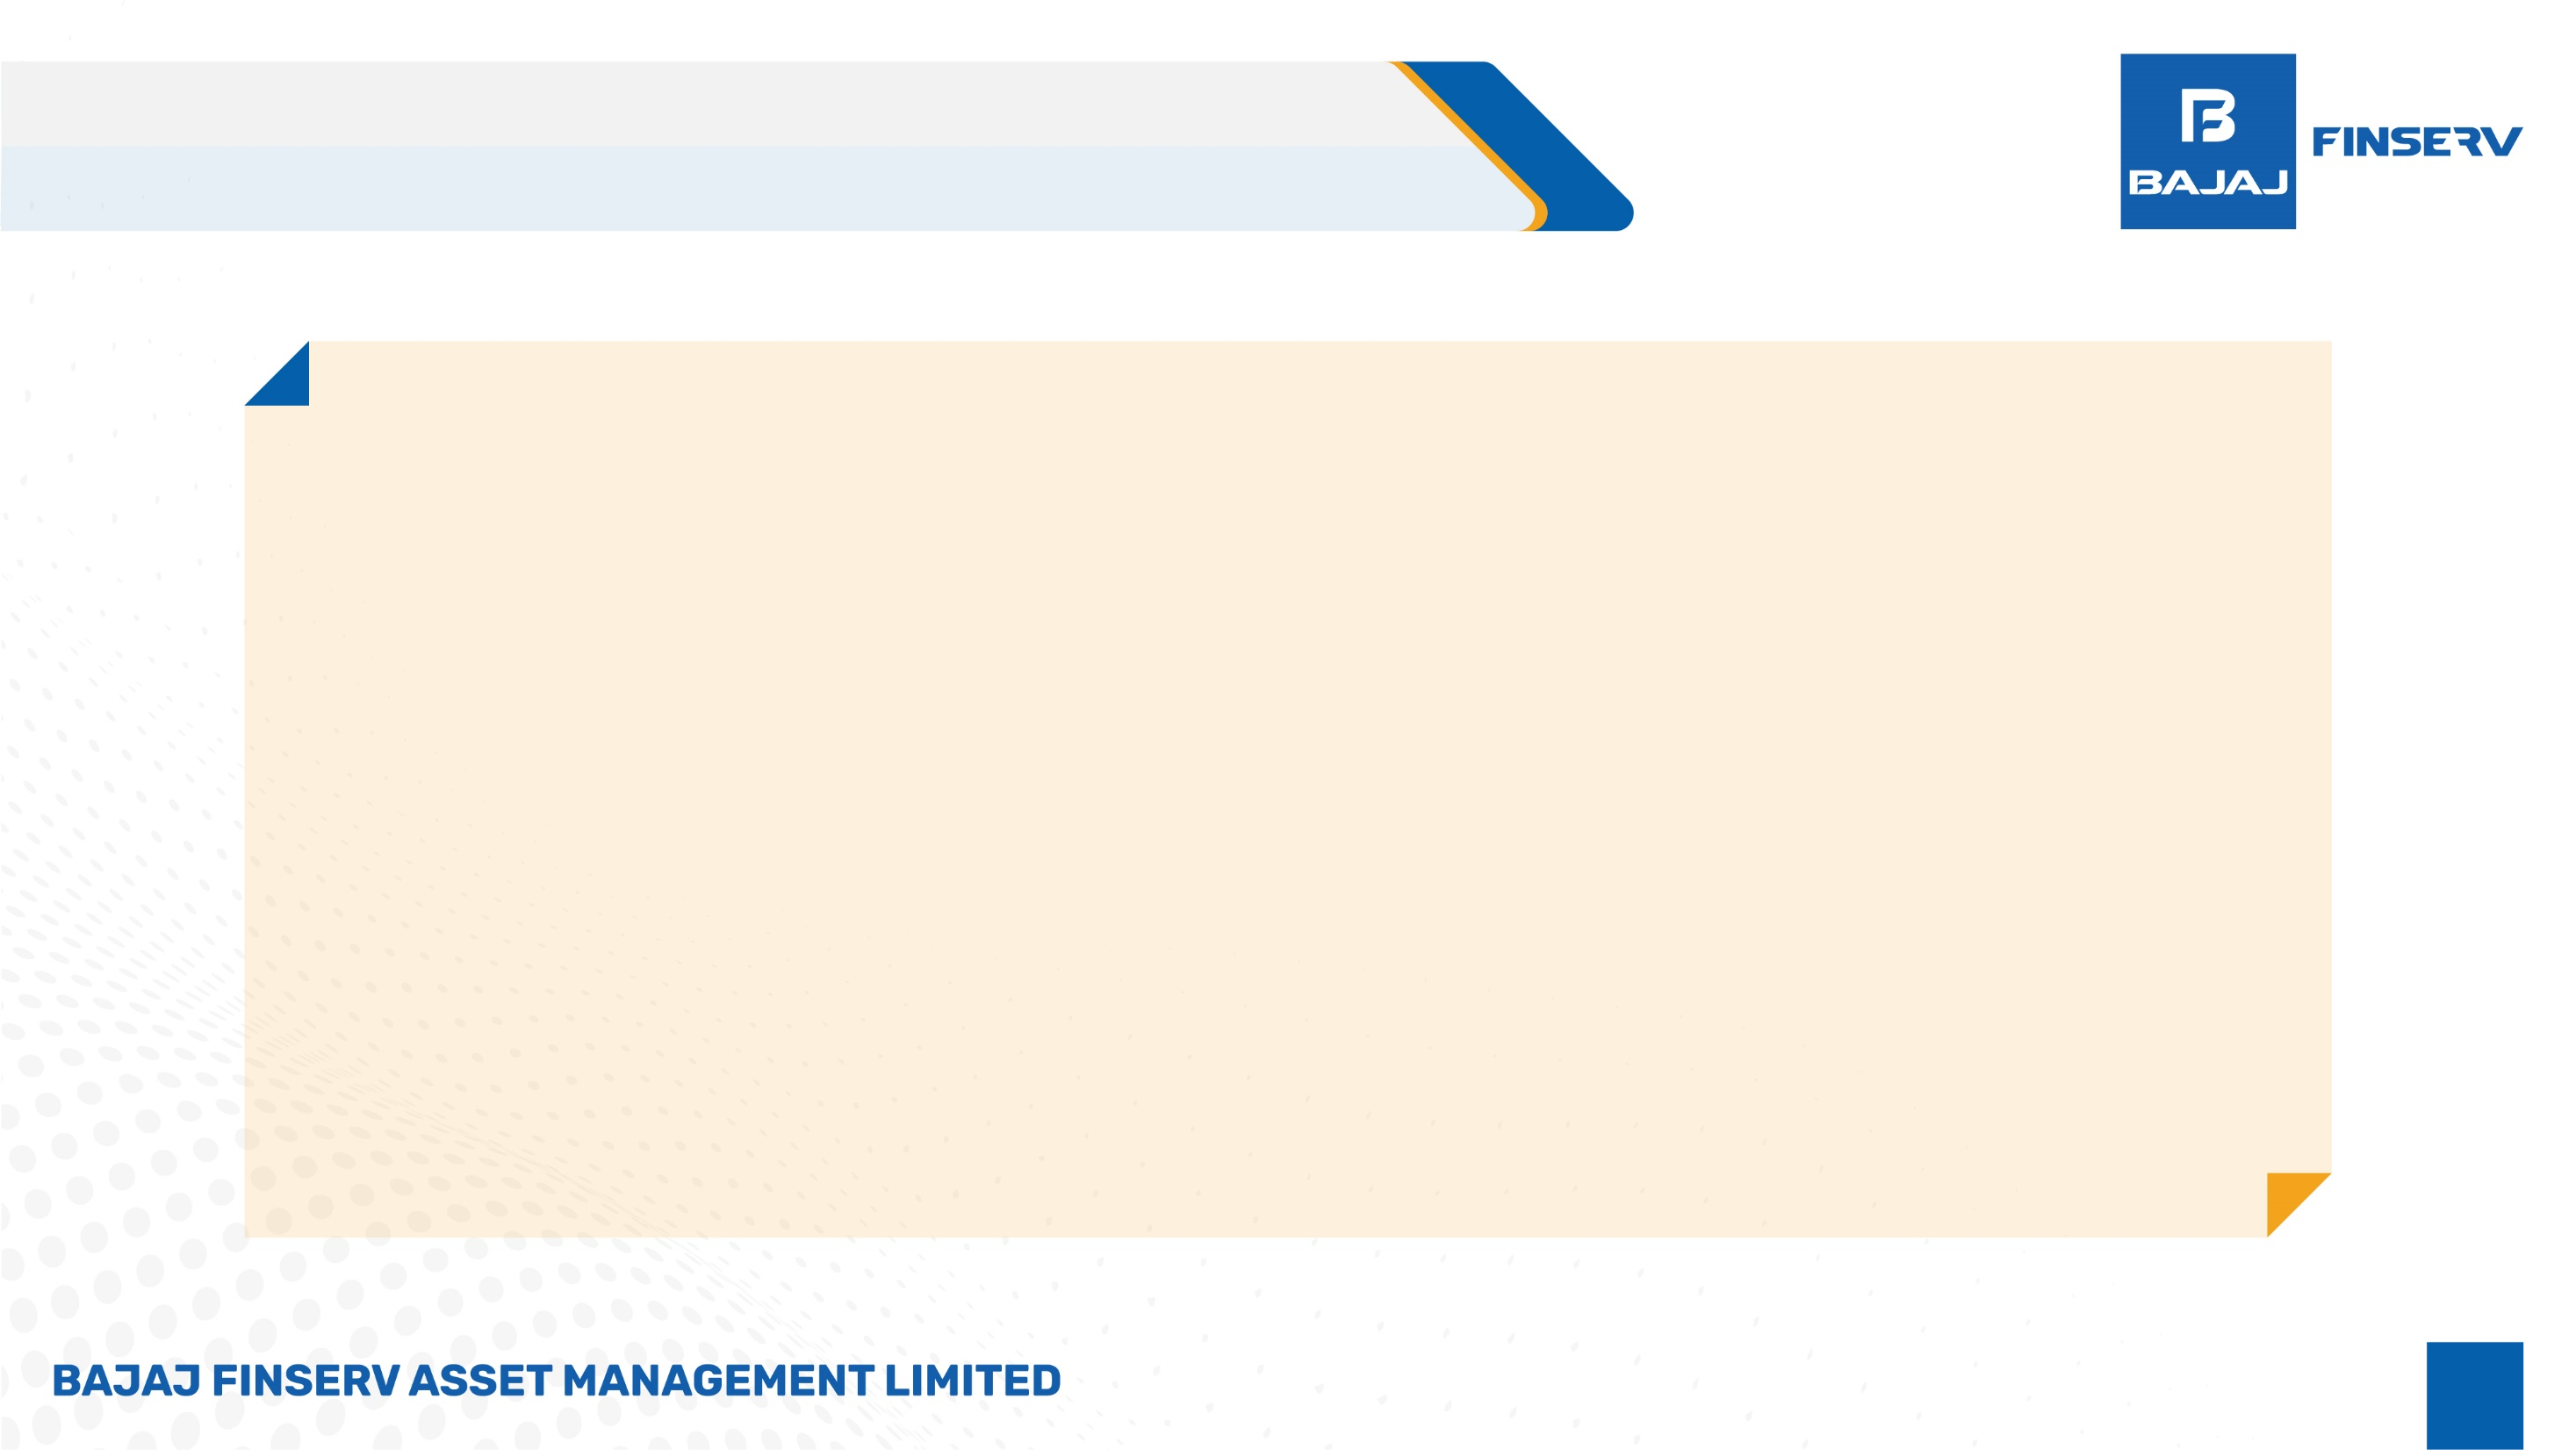 BAJAJ
FINSERV
BAJAJ FINSERV ASSET MANAGEMENT LIMITED